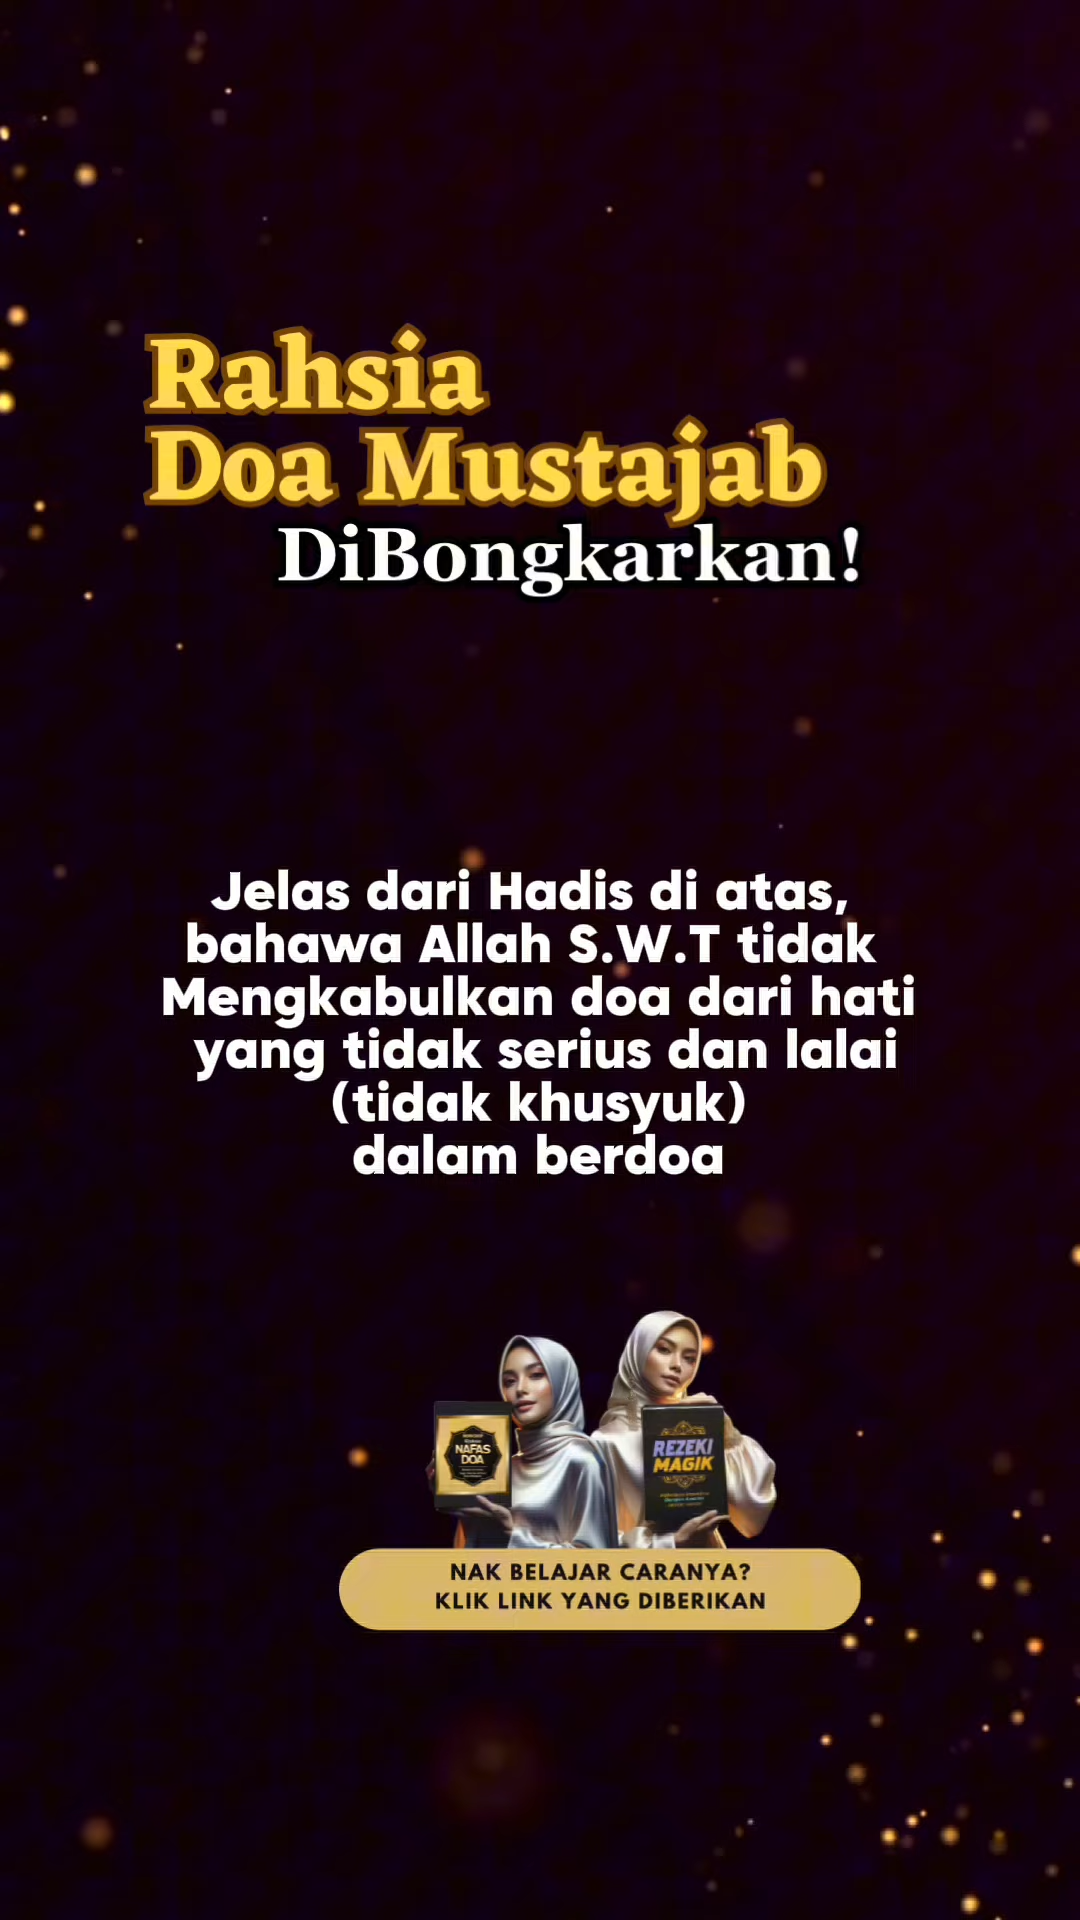 Rahsia
Doa Mustajab
DiBongkarkan!
Jelas dari Hadis di atas,
bahawa Allah S.W.T tidak
Mengkabulkan doa dari hati
yang tidak serius dan lalai
(tidak khusyuk)
dalam berdoa
NAFAS
DOA
REZEKI
MAGIK
NAK BELAJAR CARANYA?
KLIK LINK YANG DIBERIKAN